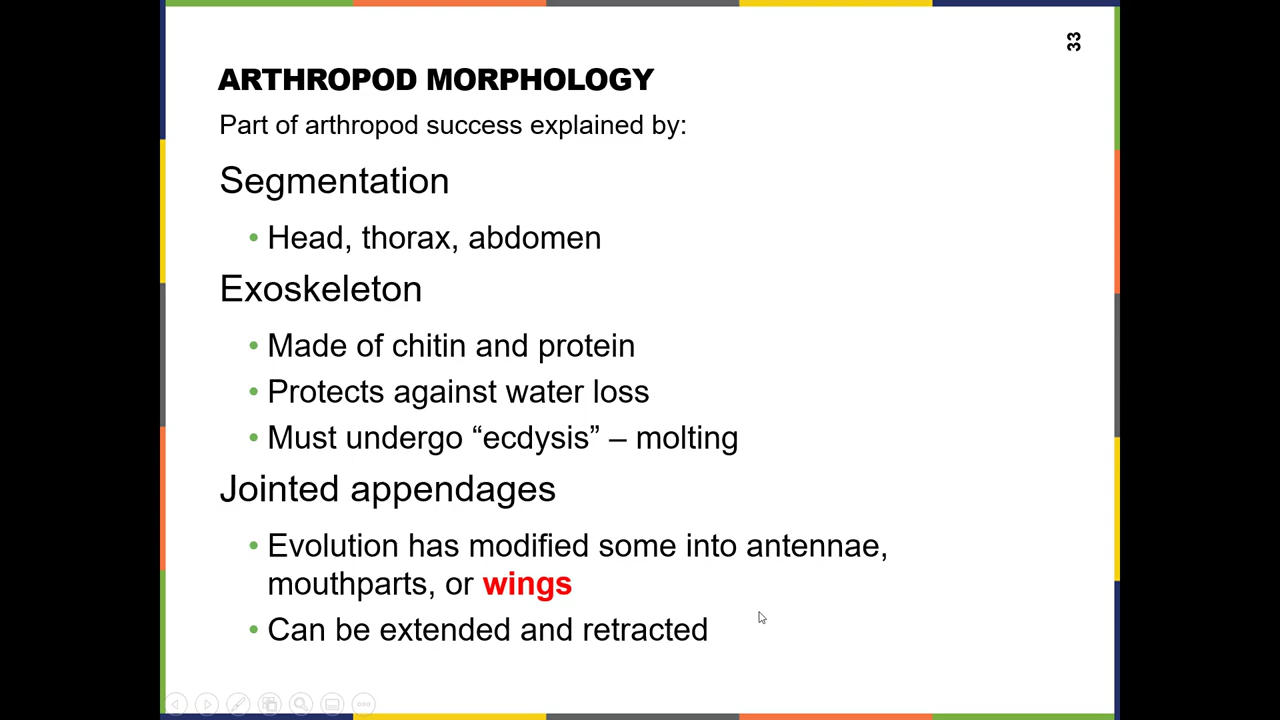 33
ARTHROPOD MORPHOLOGY
Part of arthropod success explained by:
Segmentation
• Head, thorax, abdomen
Exoskeleton
• Made of chitin and protein
• Protects against water loss
• Must undergo “ecdysis” – molting
Jointed appendages
• Evolution has modified some into antennae,
mouthparts, or wings
• Can be extended and retracted